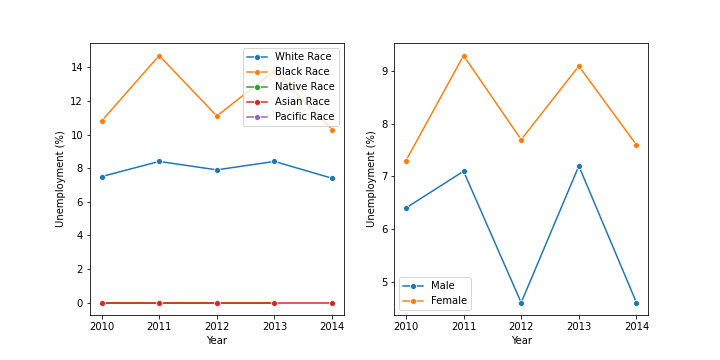 14
12
10
8
6
4
2
0
Unemployment (%)
2010 2011 2012 2013 2014
Year
White Race
Black Race
Native Race
Asian Race
Pacific Race
9
8
7
6
5
Unemployment (%)
2010 2011 2012 2013 2014
Year
Male
Female